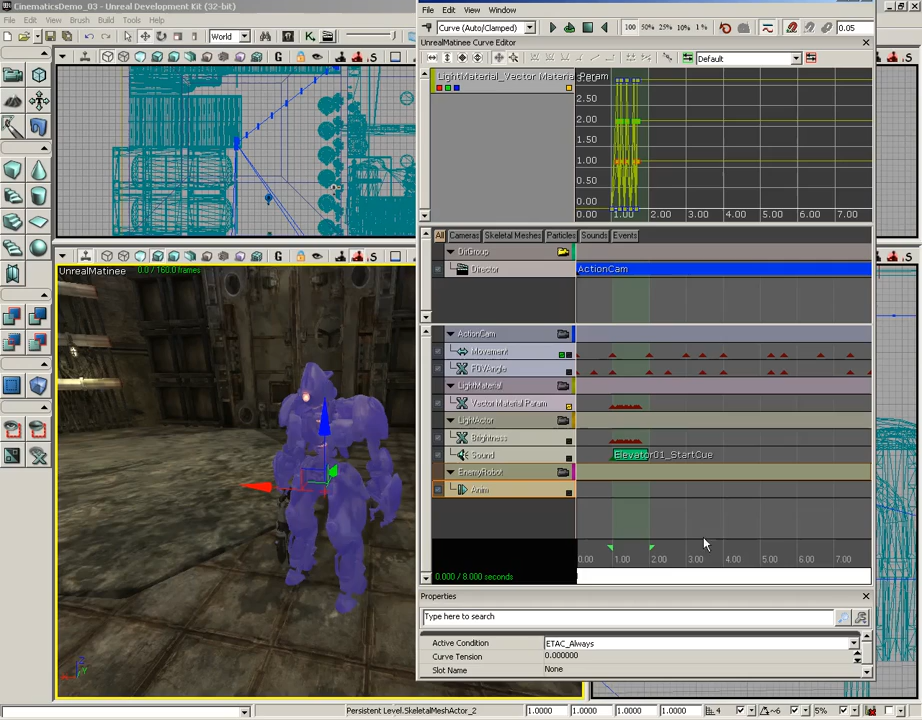 CinematicsDemo_03 - Unreal Development Kit (32-bit)
File Edit View Brush Build Tools Help
World
File Edit View Window
Curve (Auto/Clamped)
100 50 25 10
0.05
UnrealMatinee Curve Editor
Default
LightMaterial_Vector Material Param
2.50
2.00
1.50
1.00
0.50
0.00 1.00 2.00 3.00 4.00 5.00 6.00 7.00
All Cameras Skeletal Meshes Particles Sounds Events
DirGroup
Director
ActionCam
UnrealMatinee
0.0 / 160.0 frames
ActionCam
Movement
FOVAngle
LightMaterial
Vector Material Param
LightActor
Brightness
Sound
Elevator01_StartCue
EnemyRobot
Anim
0.00 1.00 2.00 3.00 4.00 5.00 6.00 7.00
0.000 / 8.000 seconds
Properties
Type here to search
Active Condition
ETAC_Always
Curve Tension
0.000000
Slot Name
None
Persistent Level.SkeletalMeshActor_2
1.0000
1.0000
1.0000
1.0000
4
6
5%